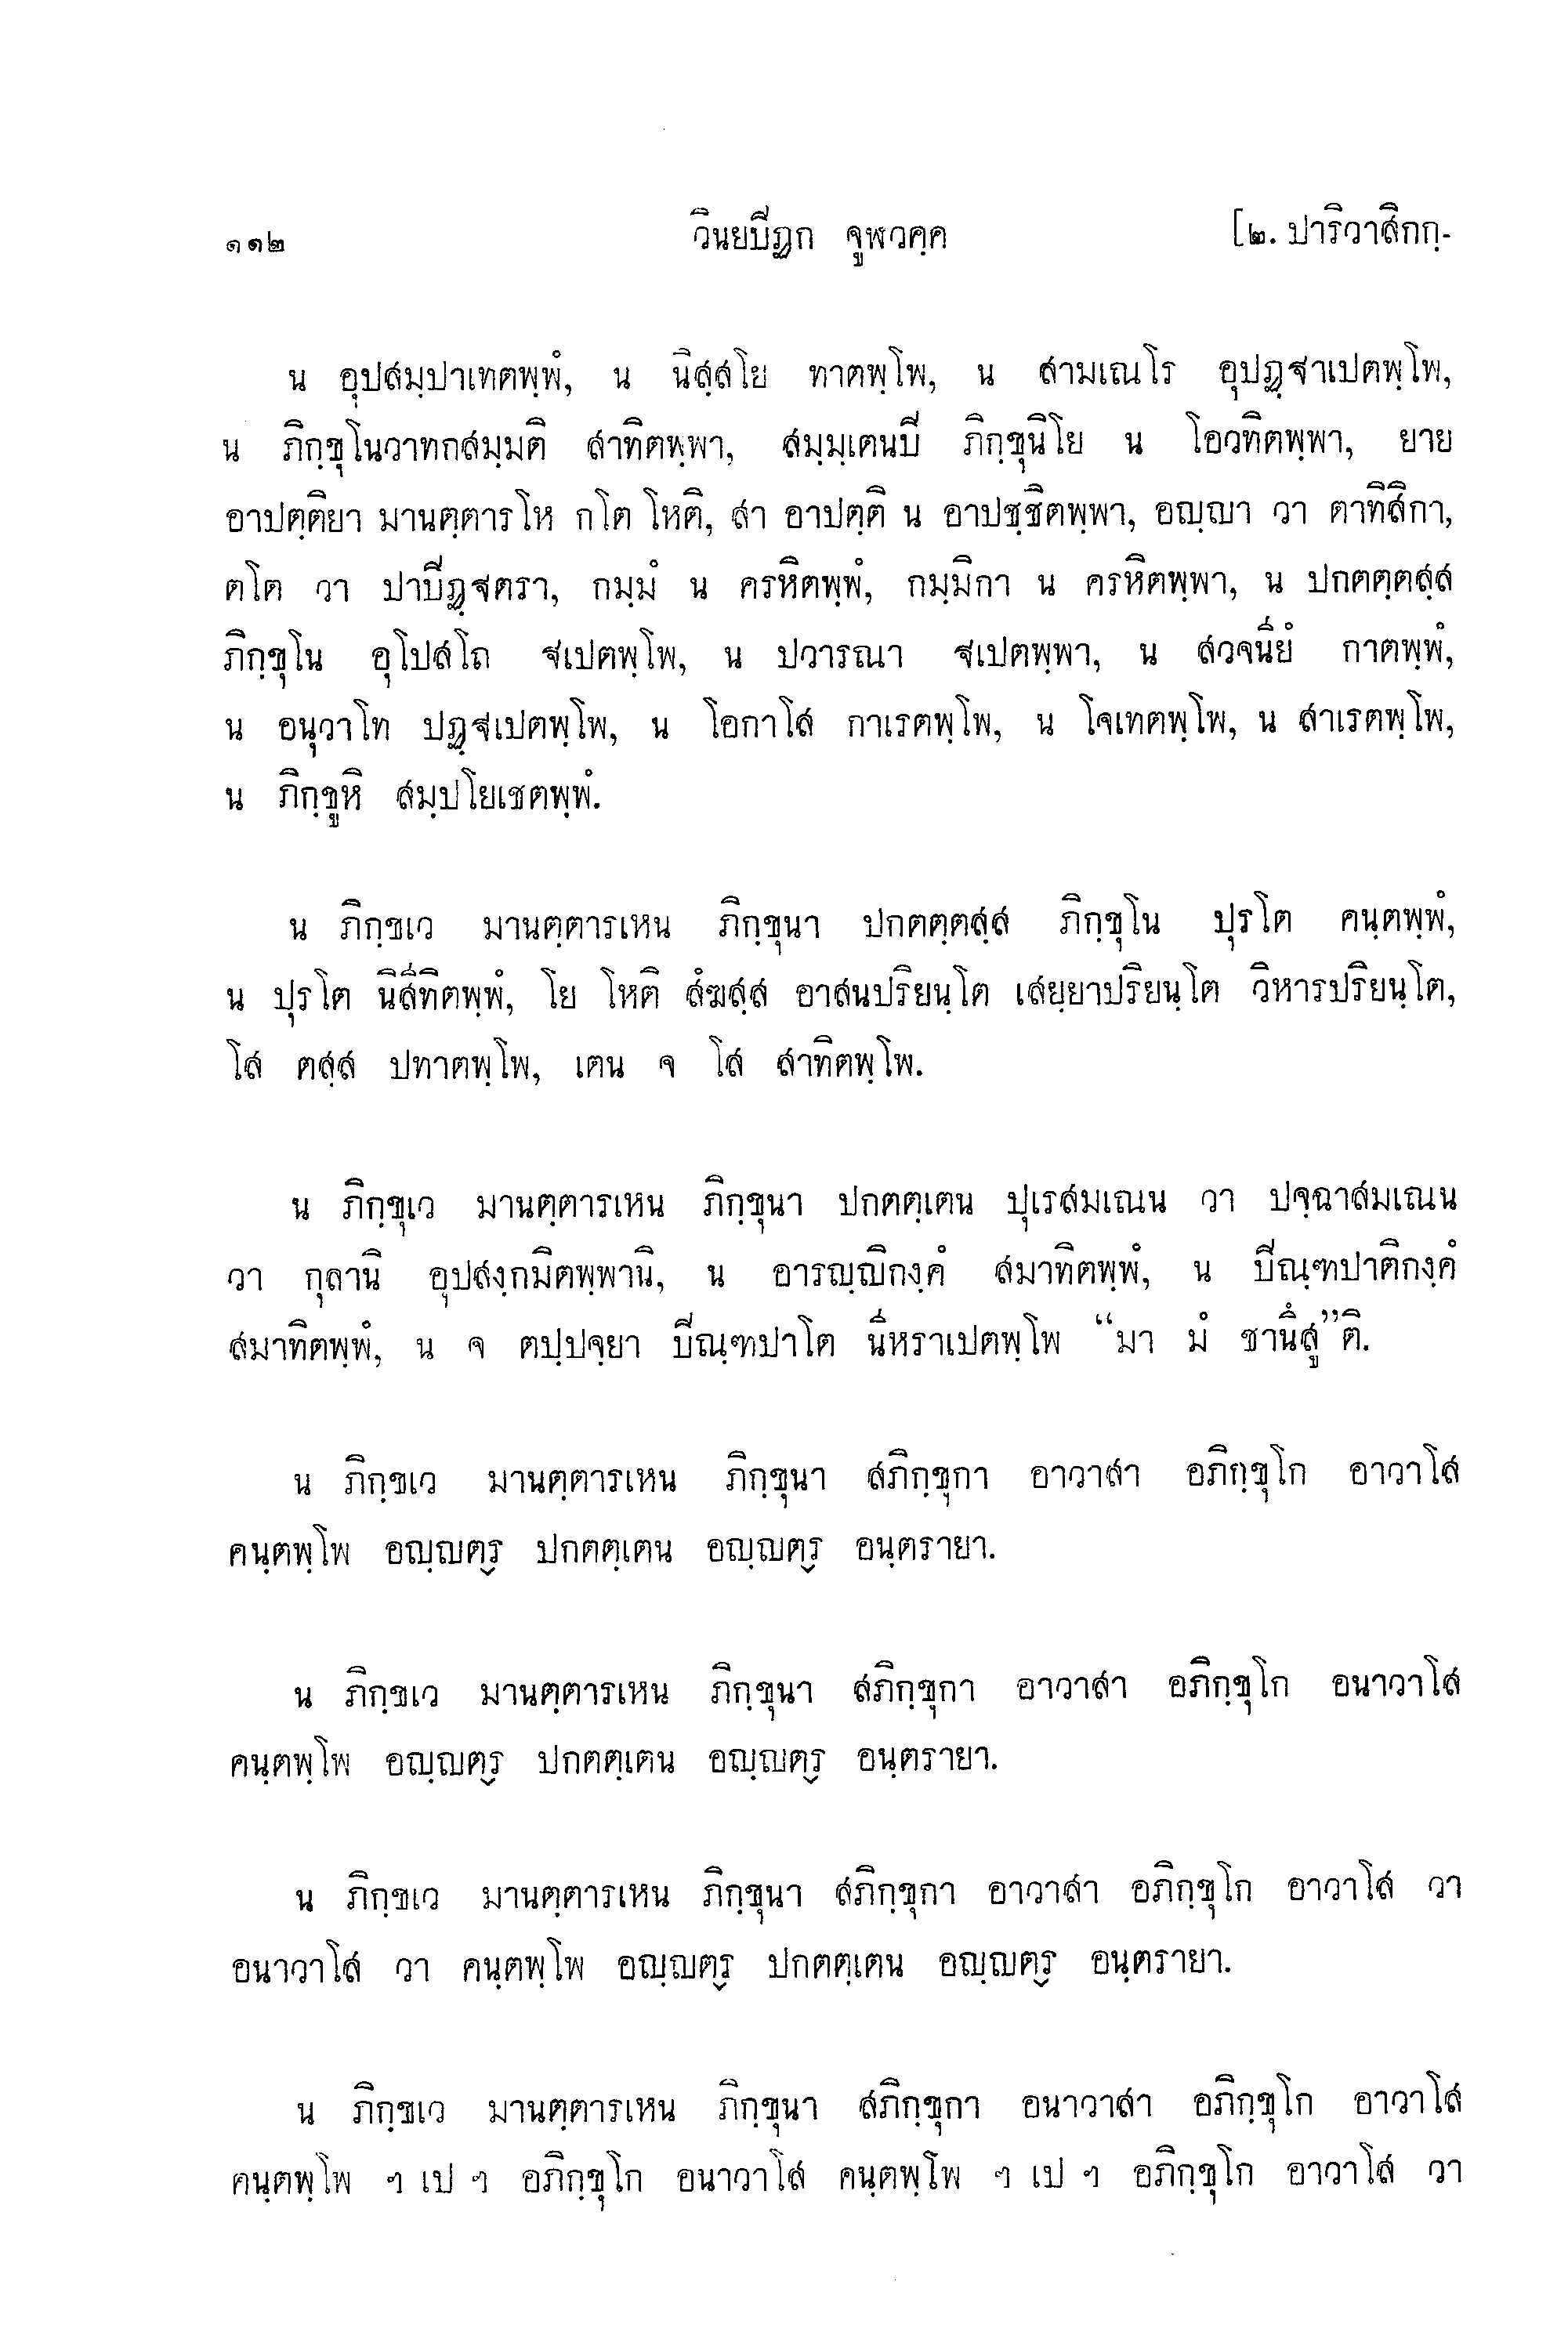 ๑๑๒ วินยปิฏก จูฬวคฺค [๒. ปาริวาสิกกฺ-
น อุปสมฺปาเทตพฺพํ, น นิสฺสโย ทาตพฺโพ, น สามเณโร อุปฏฺฐาเปตพฺโพ,
น ภิกฺขุโนวาทกสมฺมติ สาทิตพฺพา, สมฺมเตนปิ ภิกฺขุนิโย น โอวทิตพฺพา, ยาย
อาปตฺติยา มานตฺตารโห กโต โหติ, สา อาปตฺติ น อาปชฺชิตพฺพา, อญฺญา วา ตาทิสิกา,
ตโต วา ปาปิฏฺฐตรา, กมฺมํ น ครหิตพฺพํ, กมฺมิกา น ครหิตพฺพา, น ปกตตฺตสฺส
ภิกฺขุโน อุโปสโถ ฐเปตพฺโพ, น ปวารณา ฐเปตพฺพา, น สวจนียํ กาตพฺพํ,
น อนุวาโท ปฏฺฐเปตพฺโพ, น โอกาโส กาเรตพฺโพ, น โจเทตพฺโพ, น สาเรตพฺโพ,
น ภิกฺขูหิ สมฺปโยเชตพฺพํ.
น ภิกฺขเว มานตฺตารเหน ภิกฺขุนา ปกตตฺตสฺส ภิกฺขุโน ปุรโต คนฺตพฺพํ,
น ปุรโต นิสีทิตพฺพํ, โย โหติ สํฆสฺส อาสนปริยนฺโต เสยฺยาปริยนฺโต วิหารปริยนฺโต,
โส ตสฺส ปทาตพฺโพ, เตน จ โส สาทิตพฺโพ.
น ภิกฺขุเว มานตฺตารเหน ภิกฺขุนา ปกตตฺเตน ปุเรสมเณน วา ปจฺฉาสมเณน
วา กุลานิ อุปสงฺกมิตพฺพานิ, น อารญฺญิกงฺคํ สมาทิตพฺพํ, น ปิณฺฑปาติกงฺคํ
สมาทิตพฺพํ, น จ ตปฺปจฺยา ปิณฺฑปาโต นีหราเปตพฺโพ “มา มํ ชานึสู”ติ.
น ภิกฺขเว มานตฺตารเหน ภิกฺขุนา สภิกฺขุกา อาวาสา อภิกฺขุโก อาวาโส
คนฺตพฺโพ อญฺญตฺร ปกตตฺเตน อญฺญตฺร อนฺตรายา.
น ภิกฺขเว มานตฺตารเหน ภิกฺขุนา สภิกฺขุกา อาวาสา อภิกฺขุโก อนาวาโส
คนฺตพฺโพ อญฺญตฺร ปกตตฺเตน อญฺญตฺร อนฺตรายา.
น ภิกฺขเว มานตฺตารเหน ภิกฺขุนา สภิกฺขุกา อาวาสา อภิกฺขุโก อาวาโส วา
อนาวาโส วา คนฺตพฺโพ อญฺญตฺร ปกตตฺเตน อญฺญตฺร อนฺตรายา.
น ภิกฺขเว มานตฺตารเหน ภิกฺขุนา สภิกฺขุกา อนาวาสา อภิกฺขุโก อาวาโส
คนฺตพฺโพ ฯ เป ฯ อภิกฺขุโก อนาวาโส คนฺตพฺโพ ฯ เป ฯ อภิกฺขุโก อาวาโส วา